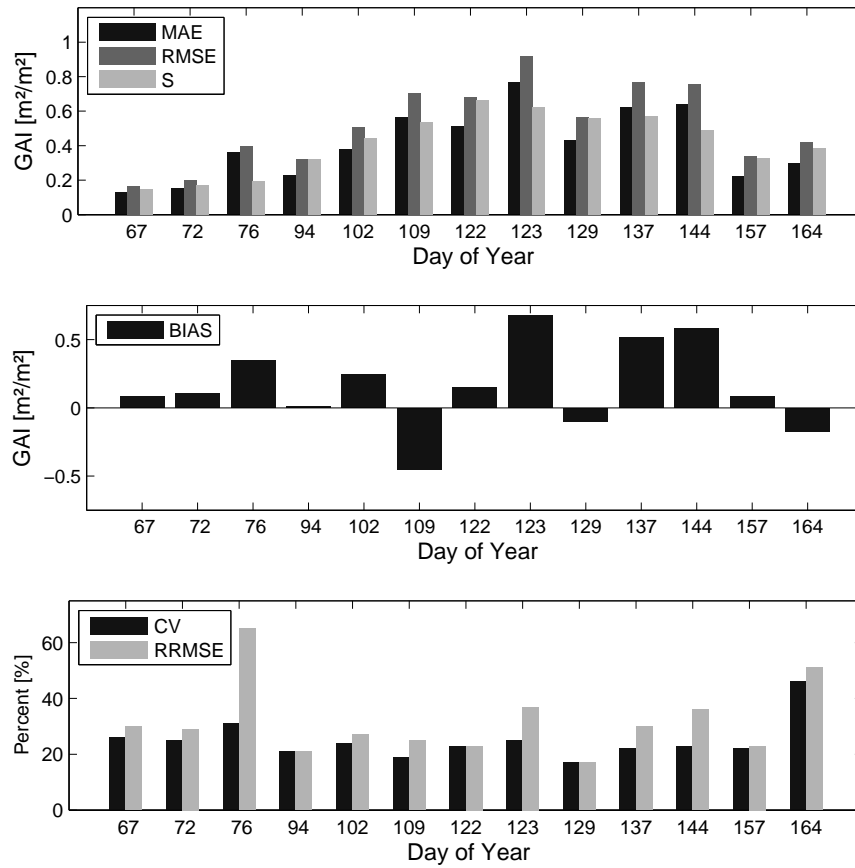 MAE
RMSE
S
1
0.8
0.6
0.4
0.2
0
GAI [m²/m²]
67 72 76 94 102 109 122 123 129 137 144 157 164
Day of Year
BIAS
0.5
0
−0.5
GAI [m²/m²]
67 72 76 94 102 109 122 123 129 137 144 157 164
Day of Year
CV
RRMSE
60
40
20
0
Percent [%]
67 72 76 94 102 109 122 123 129 137 144 157 164
Day of Year